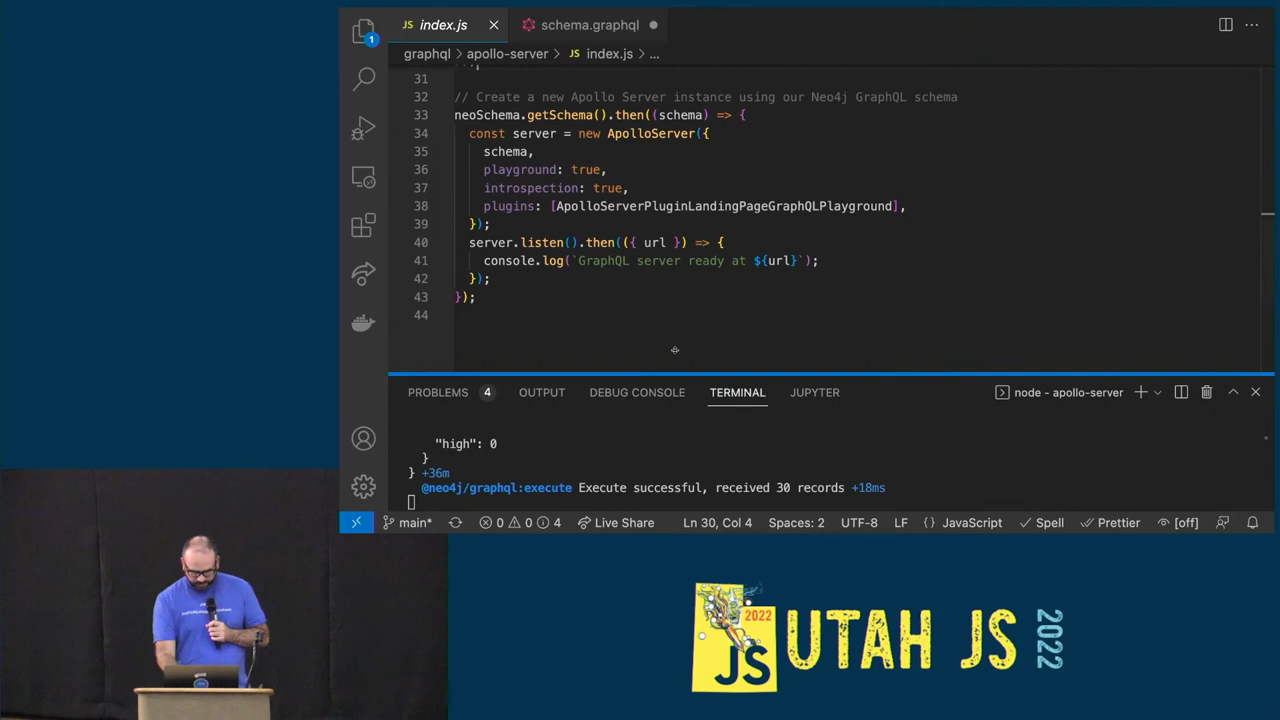 JS index.js
schema.graphql
1
graphql > apollo-server > JS index.js > ...
31
32 // Create a new Apollo Server instance using our Neo4j GraphQL schema
33 neoSchema.getSchema().then((schema) => {
34 const server = new ApolloServer({
35 schema,
36 playground: true,
37 introspection: true,
38 plugins: [ApolloServerPluginLandingPageGraphQLPlayground],
39 });
40 server.listen().then(({ url }) => {
41 console.log(`GraphQL server ready at ${url}`);
42 });
43 });
44
PROBLEMS 4 OUTPUT DEBUG CONSOLE TERMINAL JUPYTER node - apollo-server
"high": 0
}
} +36m
@neo4j/graphql:execute Execute successful, received 30 records +18ms
main* 0 0 4 Live Share Ln 30, Col 4 Spaces: 2 UTF-8 LF {} JavaScript Spell Prettier [off]
2022
JS
UTAH JS
2022